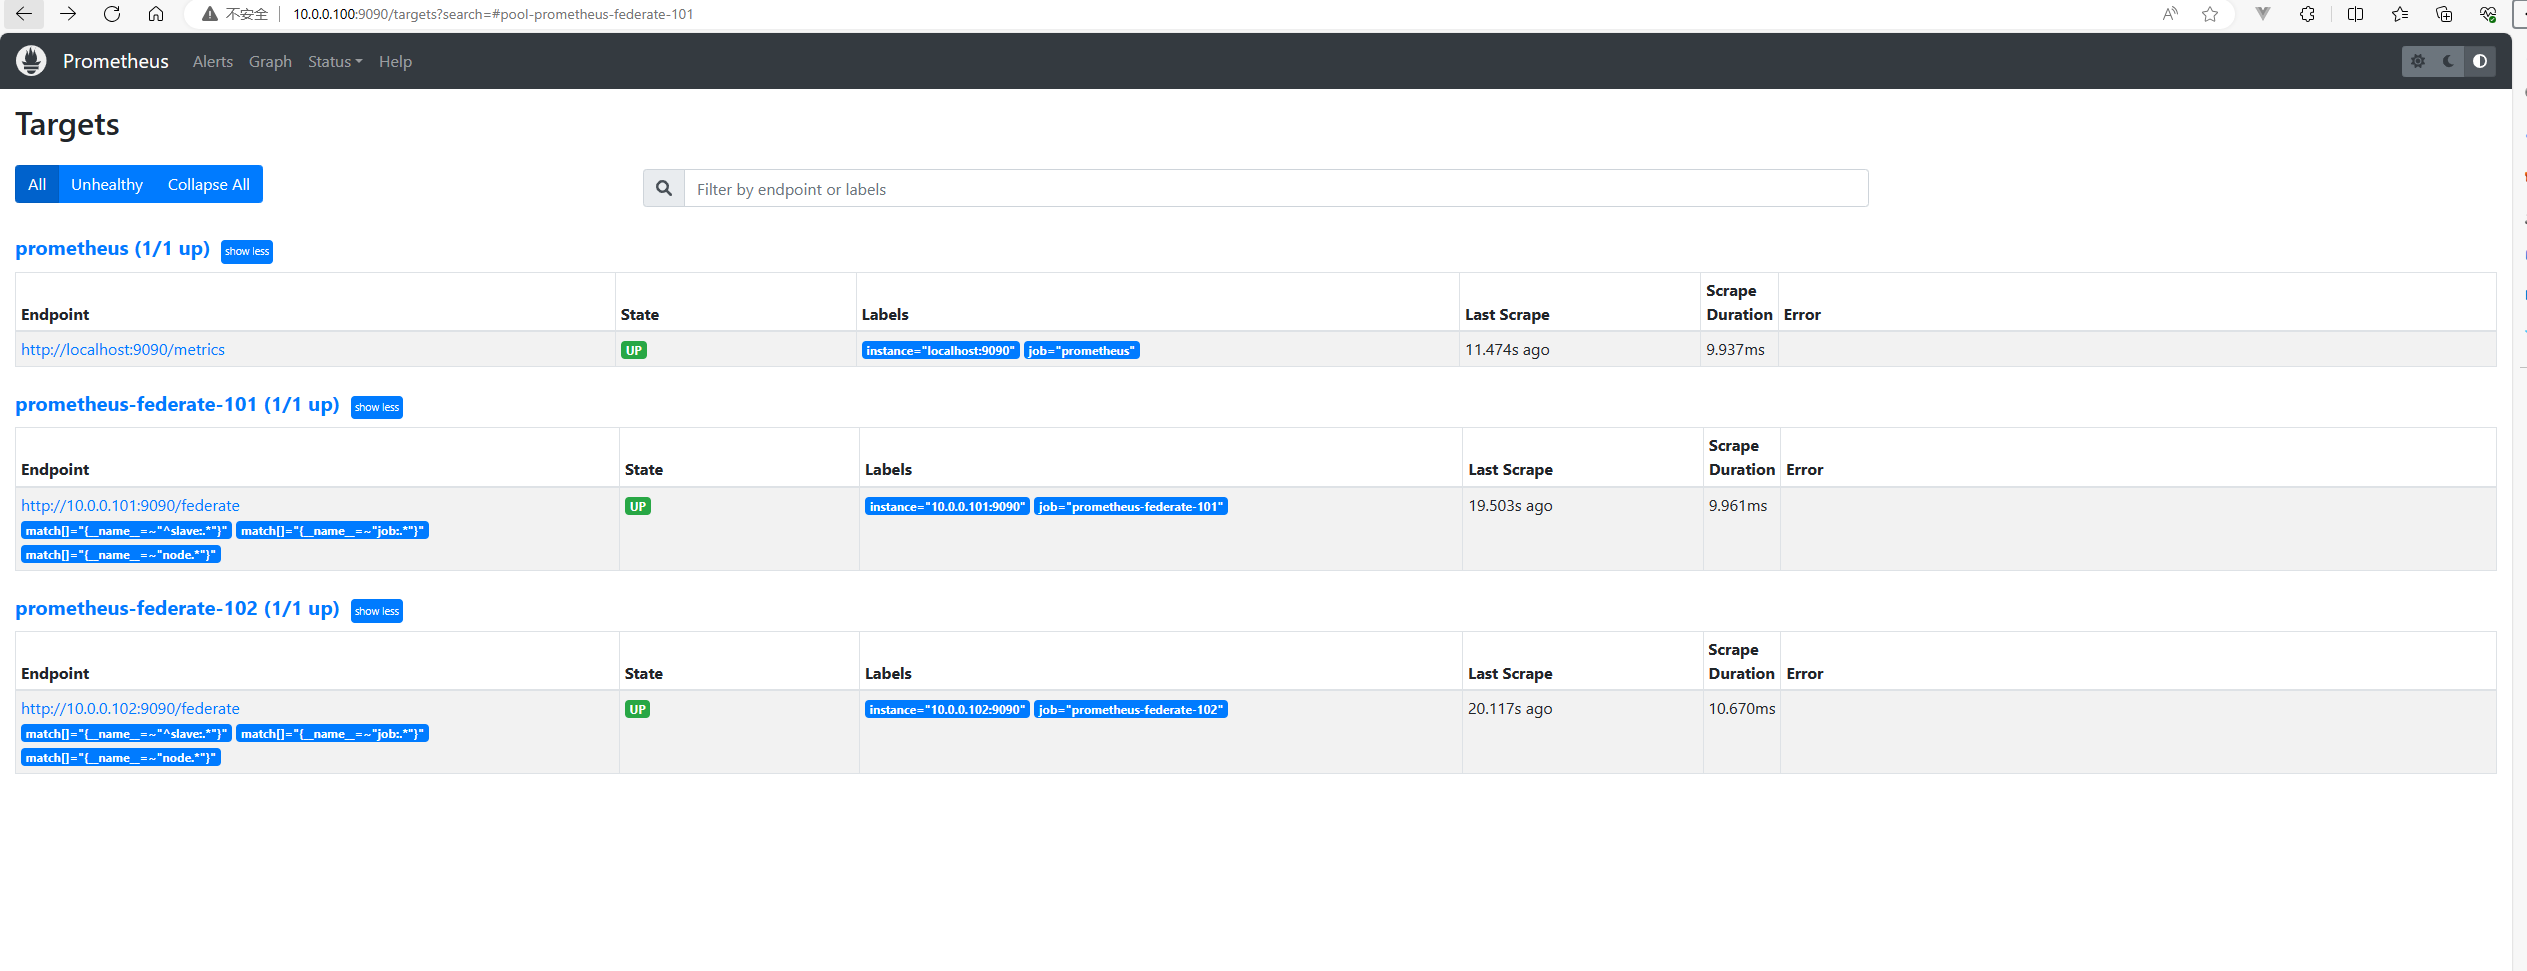 不安全 10.0.0.100:9090/targets?search=#pool-prometheus-federate-101
Prometheus Alerts Graph Status Help
Targets
All Unhealthy Collapse All Filter by endpoint or labels
prometheus (1/1 up) show less
Endpoint State Labels Last Scrape Scrape Duration Error
http://localhost:9090/metrics UP instance="localhost:9090" job="prometheus" 11.474s ago 9.937ms
prometheus-federate-101 (1/1 up) show less
Endpoint State Labels Last Scrape Scrape Duration Error
http://10.0.0.101:9090/federate UP instance="10.0.0.101:9090" job="prometheus-federate-101" 19.503s ago 9.961ms
match[]="{__name__=~"^slave:.*"}" match[]="{__name__=~"job:.*"}"
match[]="{__name__=~"node.*"}"
prometheus-federate-102 (1/1 up) show less
Endpoint State Labels Last Scrape Scrape Duration Error
http://10.0.0.102:9090/federate UP instance="10.0.0.102:9090" job="prometheus-federate-102" 20.117s ago 10.670ms
match[]="{__name__=~"^slave:.*"}" match[]="{__name__=~"job:.*"}"
match[]="{__name__=~"node.*"}"